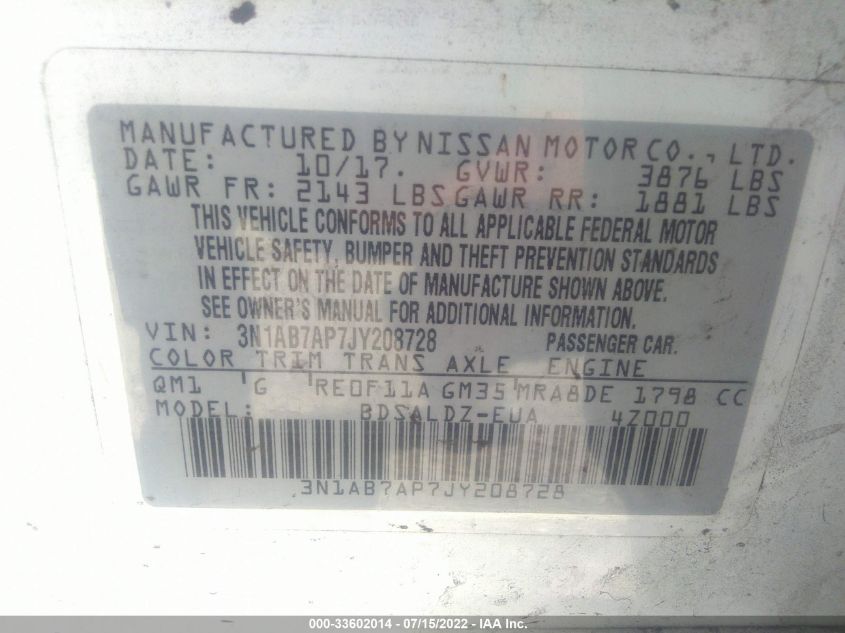 MANUFACTURED BY NISSAN MOTOR CO., LTD.
DATE: 10/17. GVWR: 3876 LBS
GAWR FR: 2143 LBS GAWR RR: 1881 LBS
THIS VEHICLE CONFORMS TO ALL APPLICABLE FEDERAL MOTOR
VEHICLE SAFETY, BUMPER AND THEFT PREVENTION STANDARDS
IN EFFECT ON THE DATE OF MANUFACTURE SHOWN ABOVE.
SEE OWNER'S MANUAL FOR ADDITIONAL INFORMATION.
VIN: 3N1AB7AP7JY208728 PASSENGER CAR.
COLOR TRIM TRANS AXLE ENGINE
QM1 G RE0F11A GM35 MRA8DE 1798 CC
MODEL: BDSALDZ-EUA 4Z000
3N1AB7AP7JY208728
000-33602014 - 07/15/2022 - IAA Inc.